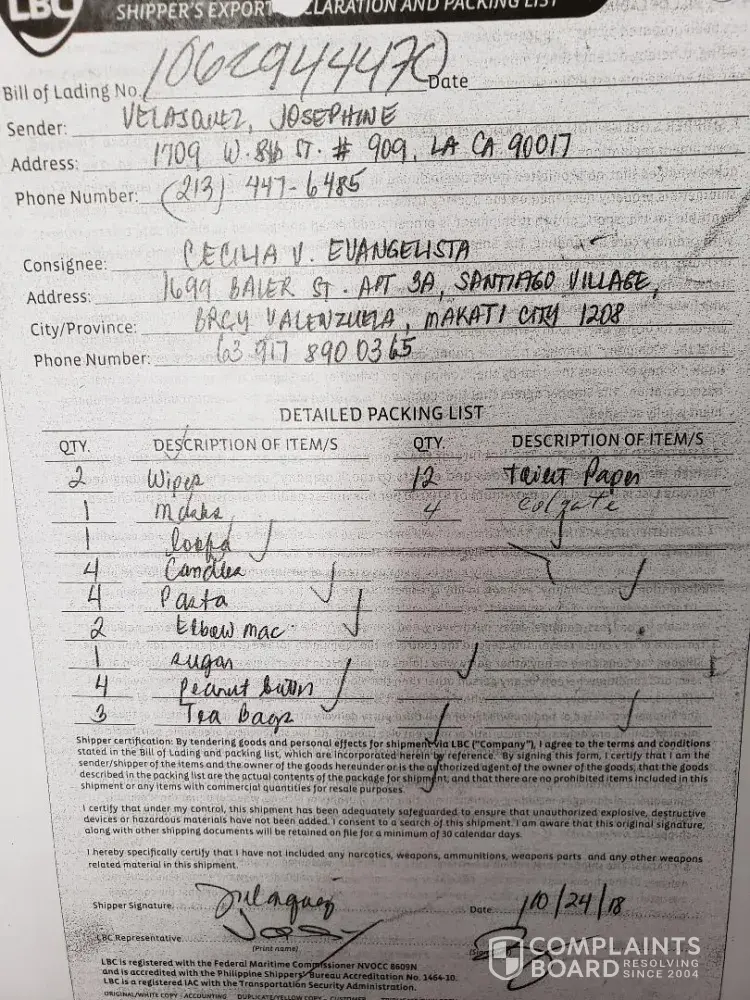 LBC
SHIPPER'S EXPORT DECLARATION AND PACKING LIST
Bill of Lading No. 1062944470 Date
Sender: VELASQUEZ, JOSEPHINE
Address: 1709 W. 8th ST. # 909, LA CA 90017
Phone Number: (213) 447-6485
Consignee: CECILIA V. EVANGELISTA
Address: 1699 BALER ST. APT 3A, SANTIAGO VILLAGE,
City/Province: BRGY VALENZUELA, MAKATI CITY 1208
Phone Number: 63 917 890 0365
DETAILED PACKING LIST
QTY. DESCRIPTION OF ITEM/S QTY. DESCRIPTION OF ITEM/S
2 Wipes 12 Toilet Paper
1 4 Colgate
1 loofa
4 Candles
4 Pasta
2 Elbow mac
1 sugar
4 Peanut butter
3 Tea Bags
Shipper certification: By tendering goods and personal effects for shipment via LBC ("Company"), I agree to the terms and conditions
stated in the Bill of Lading and packing list, which are incorporated herein by reference. By signing this form, I certify that I am the
sender/shipper of the items and the owner of the goods hereunder or is the authorized agent of the owner of the goods; that the goods
described in the packing list are the actual contents of the package for shipment, and that there are no prohibited items included in this
shipment or any items with commercial quantities for resale purposes.
I certify that under my control, this shipment has been adequately safeguarded to ensure that unauthorized explosive, destructive
devices or hazardous materials have not been added. I consent to a search of this shipment. I am aware that this original signature,
along with other shipping documents will be retained on file for a minimum of 30 calendar days.
I hereby specifically certify that I have not included any narcotics, weapons, ammunitions, weapons parts and any other weapons
related material in this shipment.
Shipper Signature Date 10/24/18
LBC Representative
(Print name) (Sign
LBC is registered with the Federal Maritime Commissioner NVOCC 8609N
and is accredited with the Philippine Shippers' Bureau Accreditation No. 1464-10.
LBC is a registered IAC with the Transportation Security Administration.
ORIGINAL/WHITE COPY - ACCOUNTING DUPLICATE/YELLOW COPY - CUSTOMER
COMPLAINTS
BOARD RESOLVING
SINCE 2004